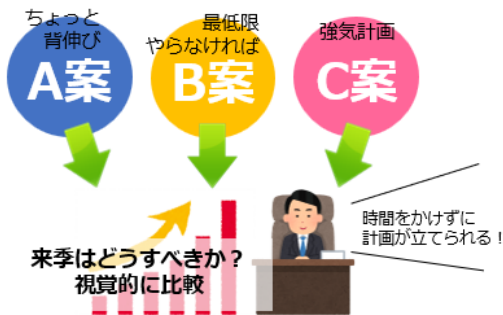 ちょっと
背伸び
A案
最低限
やらなければ
B案
強気計画
C案
時間をかけずに
計画が立てられる！
来季はどうすべきか？
視覚的に比較